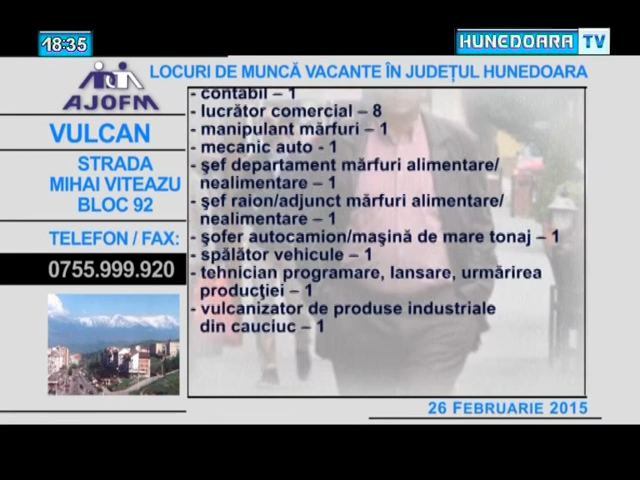 18:35
HUNEDOARA TV
LOCURI DE MUNCĂ VACANTE ÎN JUDEȚUL HUNEDOARA
AJOFM
VULCAN
STRADA
MIHAI VITEAZU
BLOC 92
TELEFON / FAX:
0755.999.920
- contabil – 1
- lucrător comercial – 8
- manipulant mărfuri – 1
- mecanic auto - 1
- şef departament mărfuri alimentare/
nealimentare – 1
- şef raion/adjunct mărfuri alimentare/
nealimentare – 1
- şofer autocamion/maşină de mare tonaj – 1
- spălător vehicule – 1
- tehnician programare, lansare, urmărirea
producţiei – 1
- vulcanizator de produse industriale
din cauciuc – 1
26 FEBRUARIE 2015